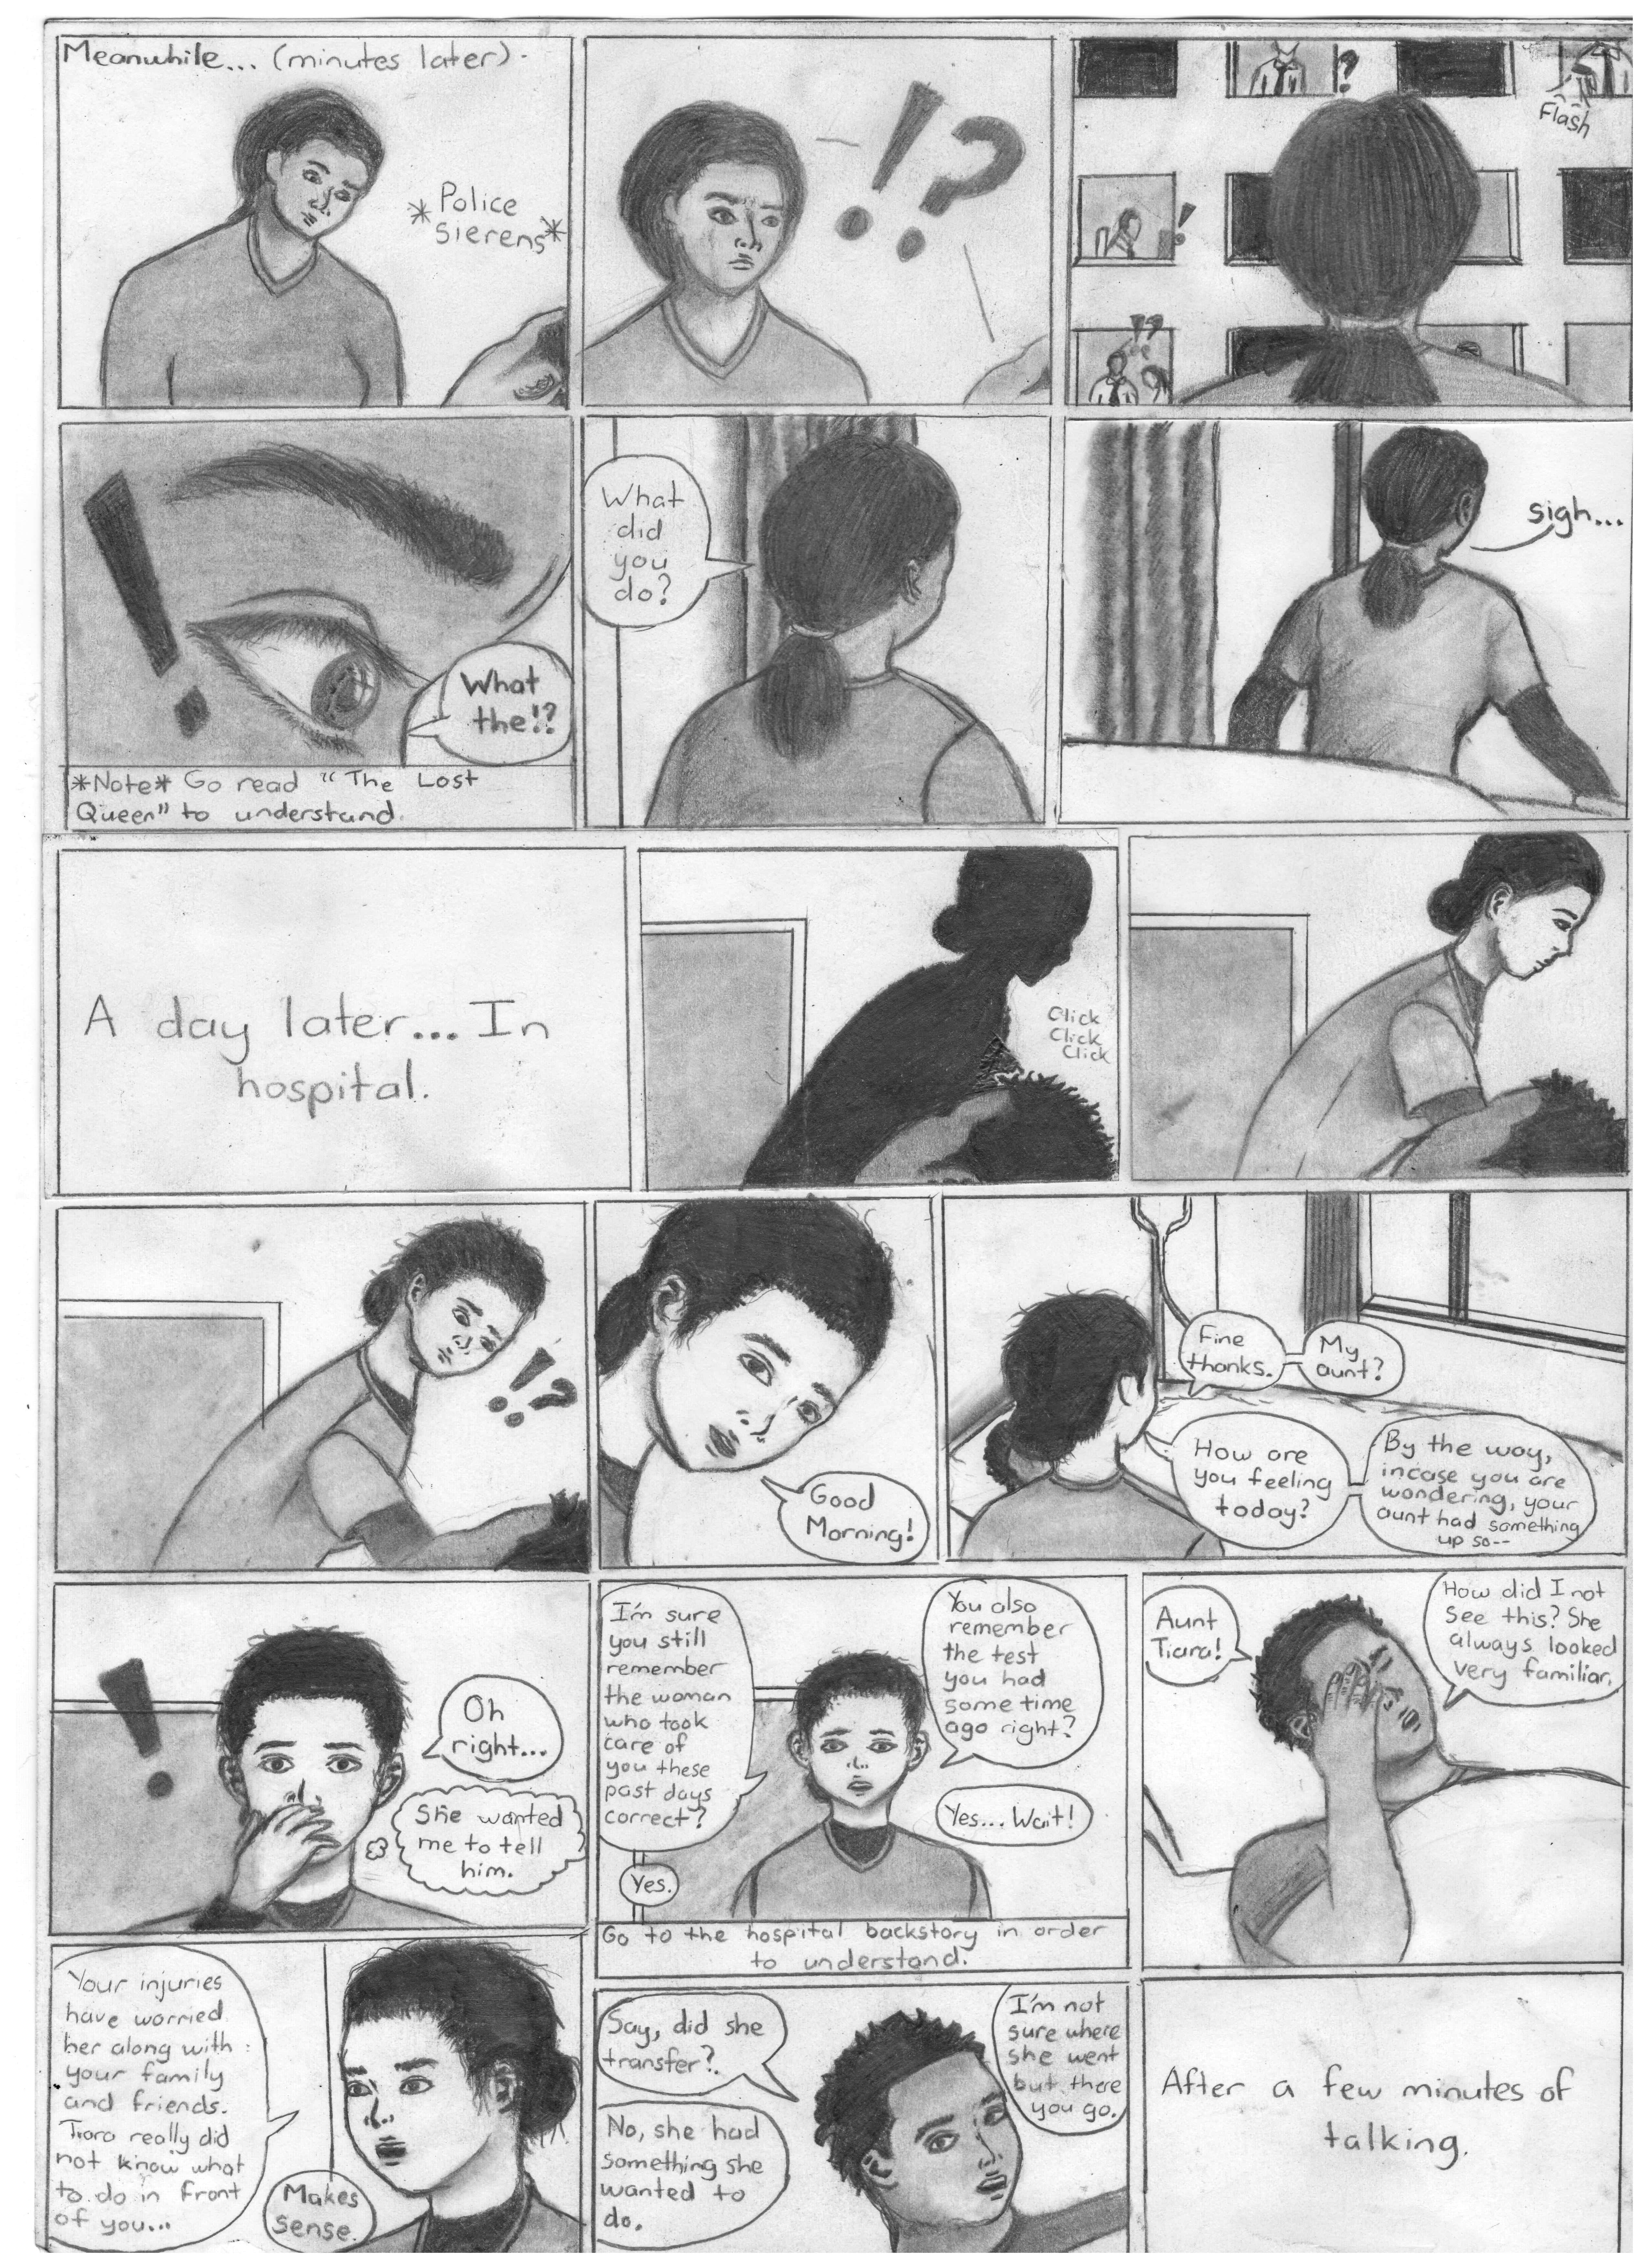 Meanwhile... (minutes later).
*Police
sierens*
!?
?
Flash
!
!?
!
What
the!?
*Note* Go read "The Lost
Queen" to understand.
What
did
you
do?
sigh...
A day later... In
hospital.
Click
Click
Click
!?
Good
Morning!
Fine
thanks.
My
aunt?
How are
you feeling
today?
By the way,
incase you are
wondering, your
aunt had something
up so--
!
Oh
right...
She wanted
me to tell
him.
I'm sure
you still
remember
the woman
who took
care of
you these
past days
correct?
Yes.
You also
remember
the test
you had
some time
ago right?
Yes... Wait!
Go to the hospital backstory in order
to understand.
Aunt
Tiara!
How did I not
see this? She
always looked
very familiar.
Your injuries
have worried
her along with
your family
and friends.
Tiara really did
not know what
to do in front
of you...
Makes
sense.
Say, did she
transfer?
No, she had
something she
wanted to
do.
I'm not
sure where
she went
but there
you go.
After a few minutes of
talking.